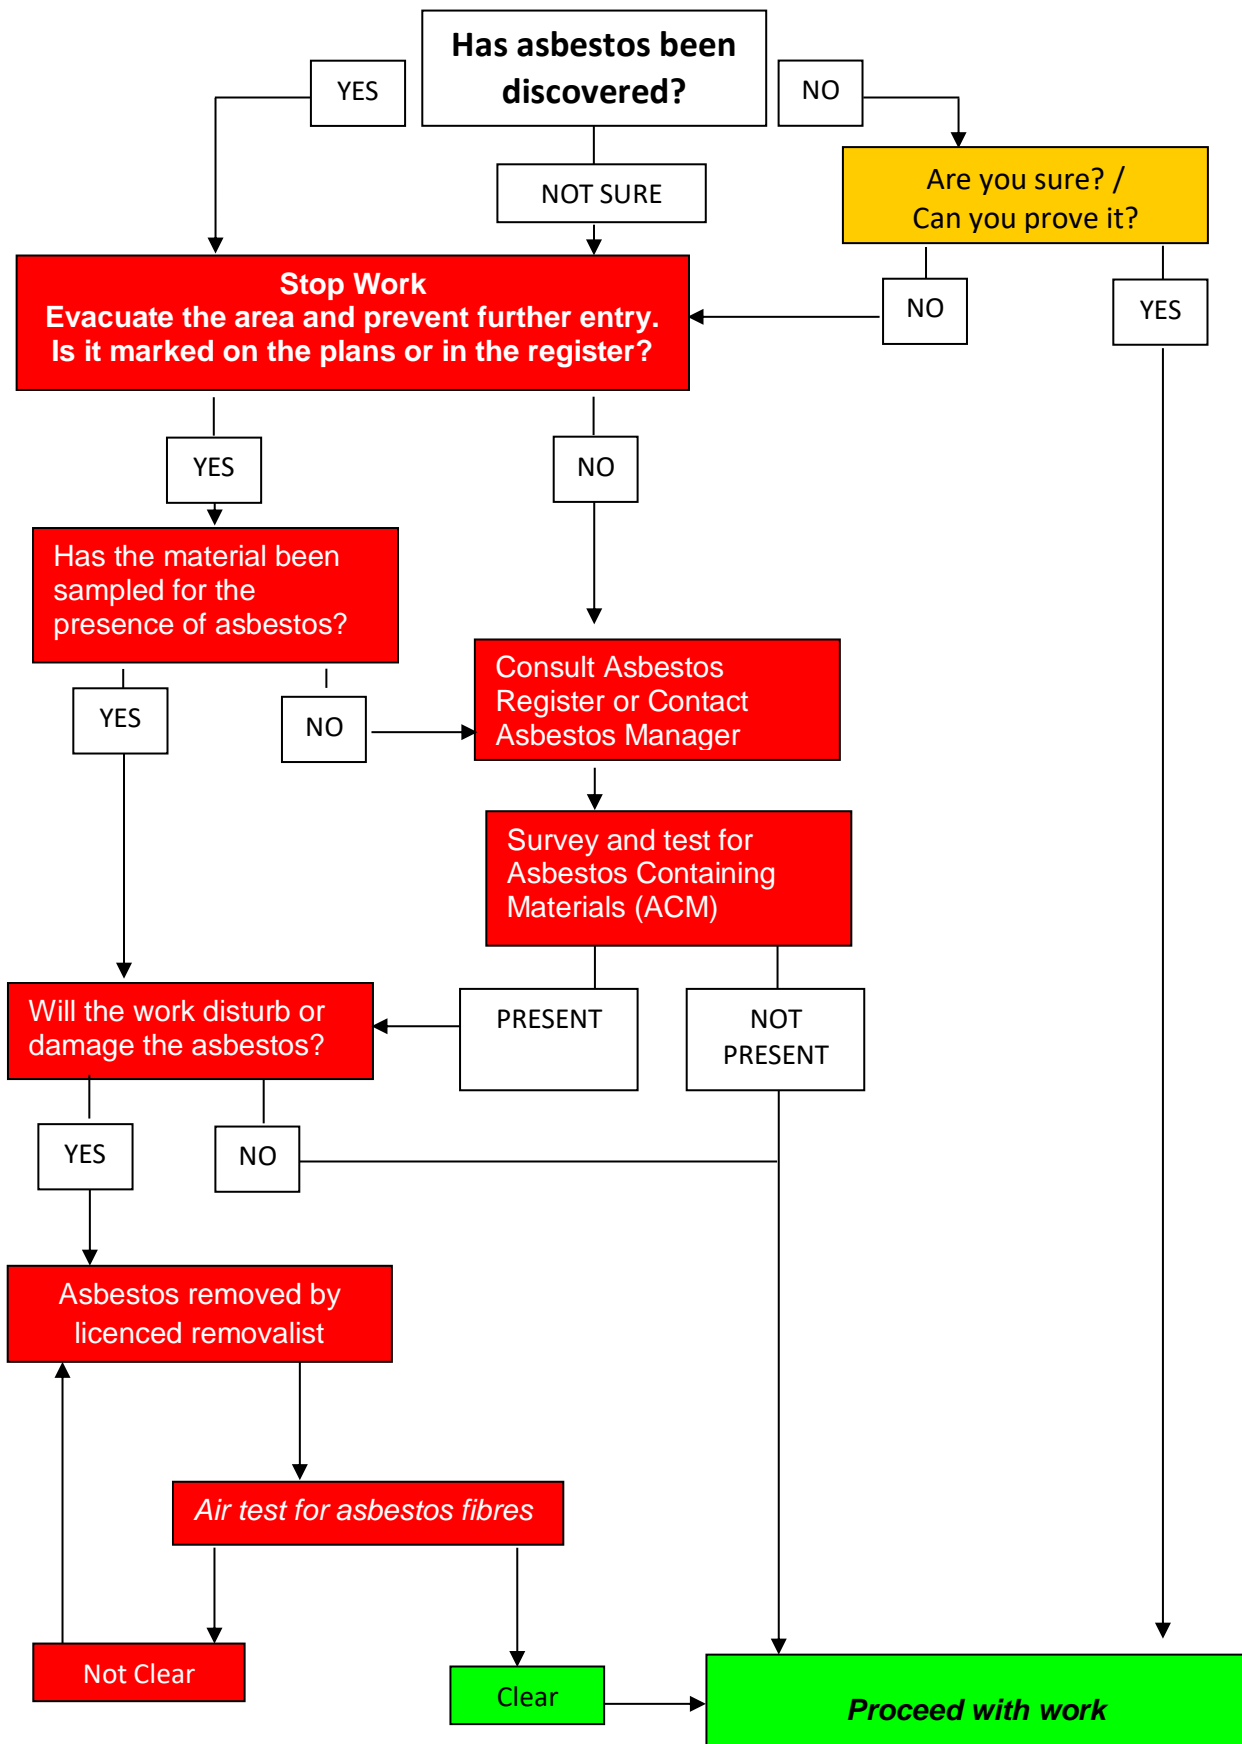 Has asbestos been
discovered?
YES
NO
NOT SURE
Are you sure? /
Can you prove it?
Stop Work
Evacuate the area and prevent further entry.
Is it marked on the plans or in the register?
NO
YES
YES
NO
Has the material been
sampled for the
presence of asbestos?
Consult Asbestos
Register or Contact
Asbestos Manager
YES
NO
Survey and test for
Asbestos Containing
Materials (ACM)
Will the work disturb or
damage the asbestos?
PRESENT
NOT
PRESENT
YES
NO
Asbestos removed by
licenced removalist
Air test for asbestos fibres
Not Clear
Clear
Proceed with work